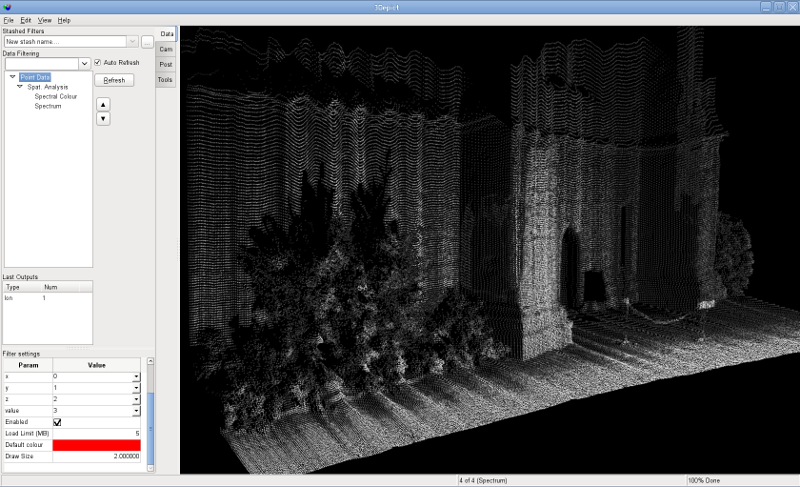 3Depict
File Edit View Help
Stashed Filters
New stash name....
...
Data Filtering
Auto Refresh
Refresh
Point Data
Spat. Analysis
Spectral Colour
Spectrum
Data
Cam
Post
Tools
Last Outputs
Type Num
Ion 1
Filter settings
Param Value
x 0
y 1
z 2
value 3
Enabled
Load Limit (MB) 5
Default colour
Draw Size 2.000000
4 of 4 (Spectrum) 100% Done